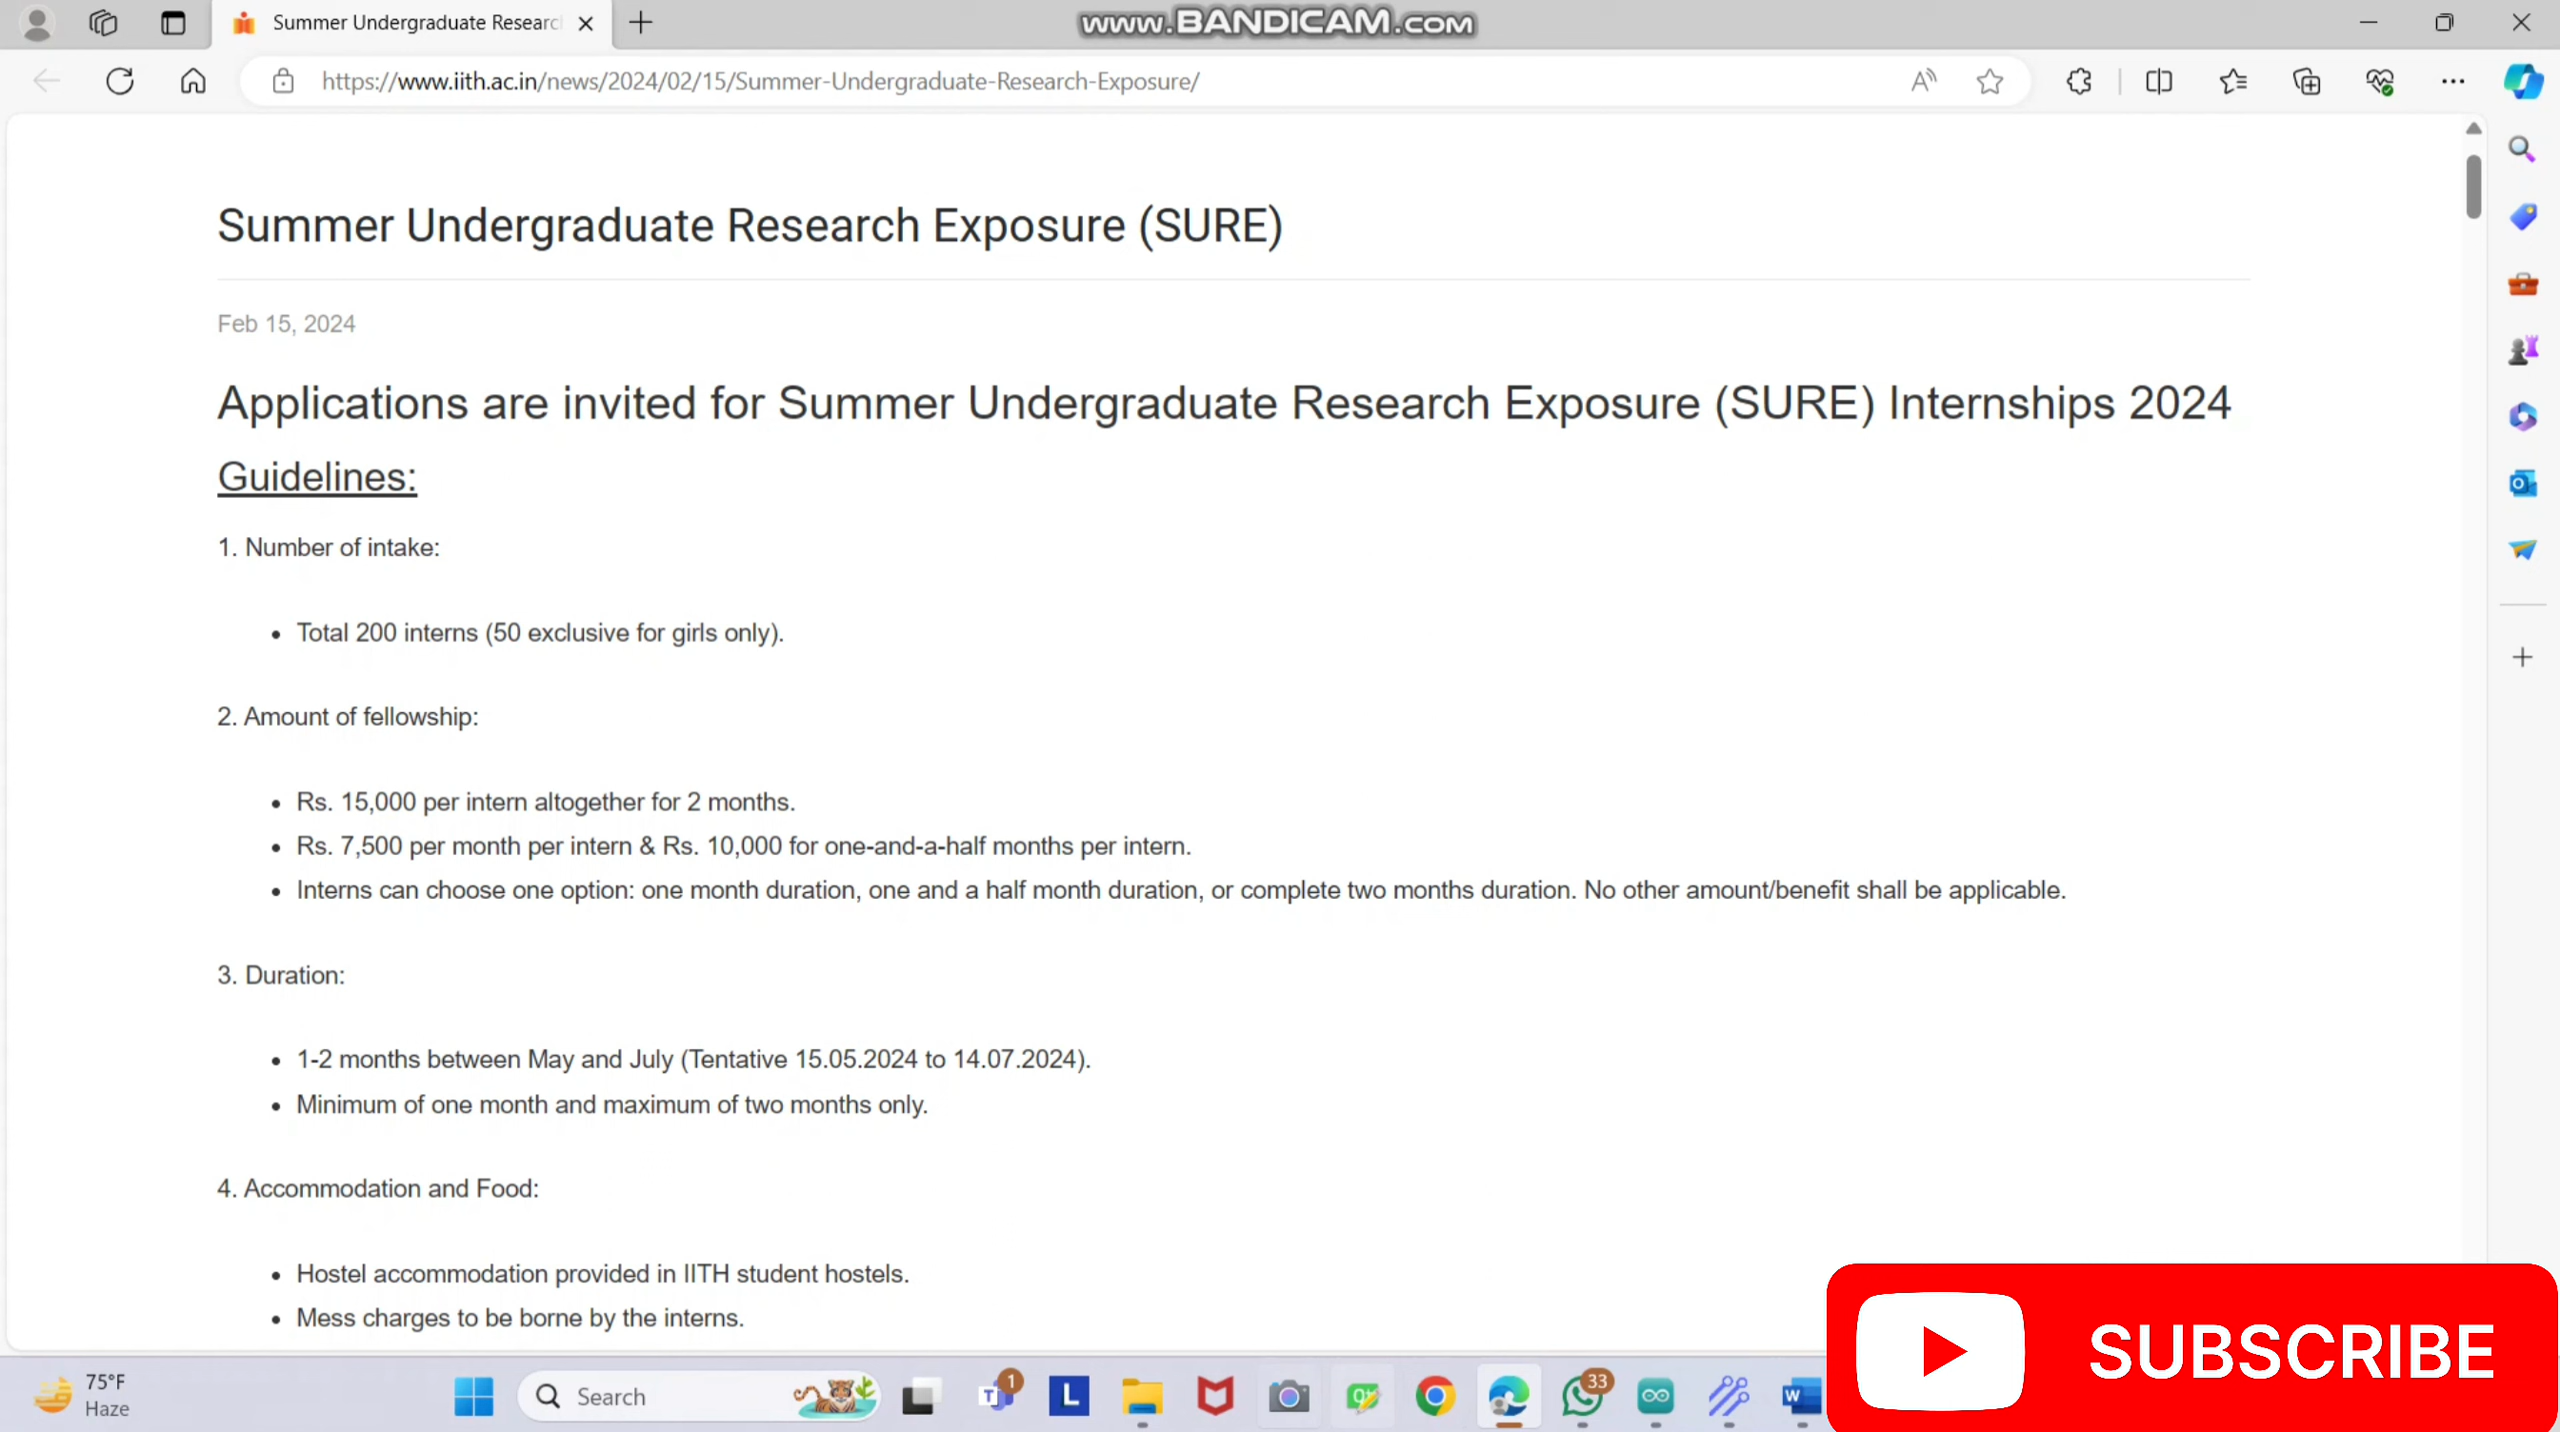 Summer Undergraduate Researc
www.BANDICAM.com
https://www.iith.ac.in/news/2024/02/15/Summer-Undergraduate-Research-Exposure/
Summer Undergraduate Research Exposure (SURE)
Feb 15, 2024
Applications are invited for Summer Undergraduate Research Exposure (SURE) Internships 2024
Guidelines:
1. Number of intake:
• Total 200 interns (50 exclusive for girls only).
2. Amount of fellowship:
• Rs. 15,000 per intern altogether for 2 months.
• Rs. 7,500 per month per intern & Rs. 10,000 for one-and-a-half months per intern.
• Interns can choose one option: one month duration, one and a half month duration, or complete two months duration. No other amount/benefit shall be applicable.
3. Duration:
• 1-2 months between May and July (Tentative 15.05.2024 to 14.07.2024).
• Minimum of one month and maximum of two months only.
4. Accommodation and Food:
• Hostel accommodation provided in IITH student hostels.
• Mess charges to be borne by the interns.
SUBSCRIBE
75°F
Haze
Search
1
L
33
W